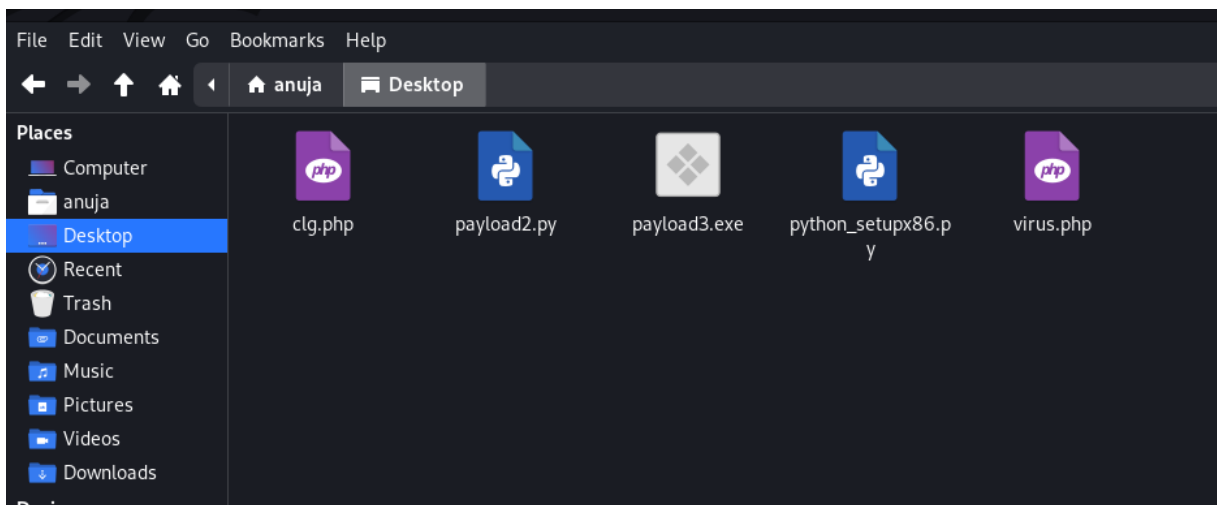 File Edit View Go Bookmarks Help
anuja Desktop
Places
Computer
anuja
Desktop
Recent
Trash
Documents
Music
Pictures
Videos
Downloads
php
clg.php
payload2.py
payload3.exe
python_setupx86.p
y
php
virus.php